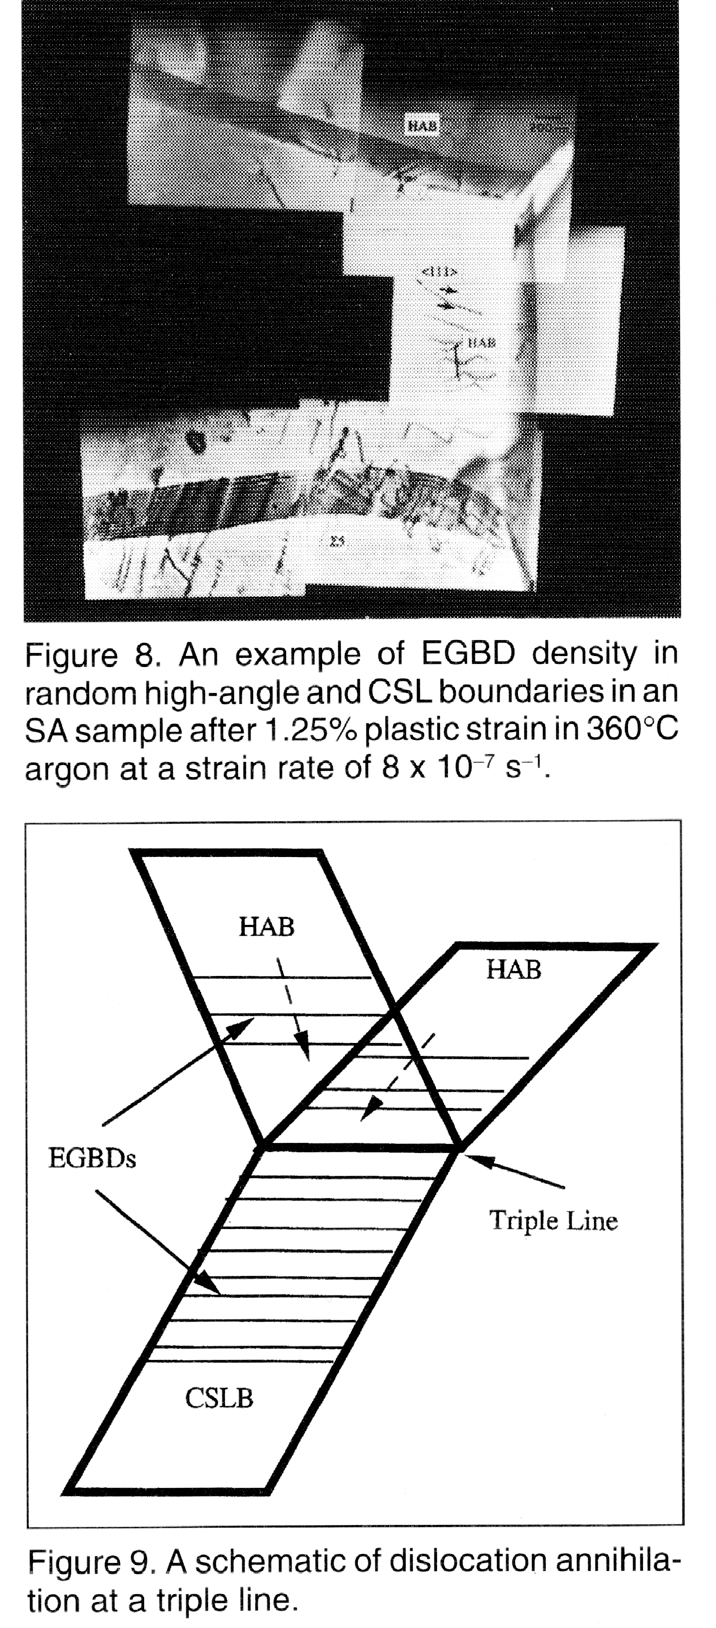 HAB
200nm
<111>
HAB
Σ5
Figure 8. An example of EGBD density in
random high-angle and CSL boundaries in an
SA sample after 1.25% plastic strain in 360°C
argon at a strain rate of 8 x 10⁻⁷ s⁻¹.
HAB
HAB
EGBDs
Triple Line
CSLB
Figure 9. A schematic of dislocation annihila-
tion at a triple line.